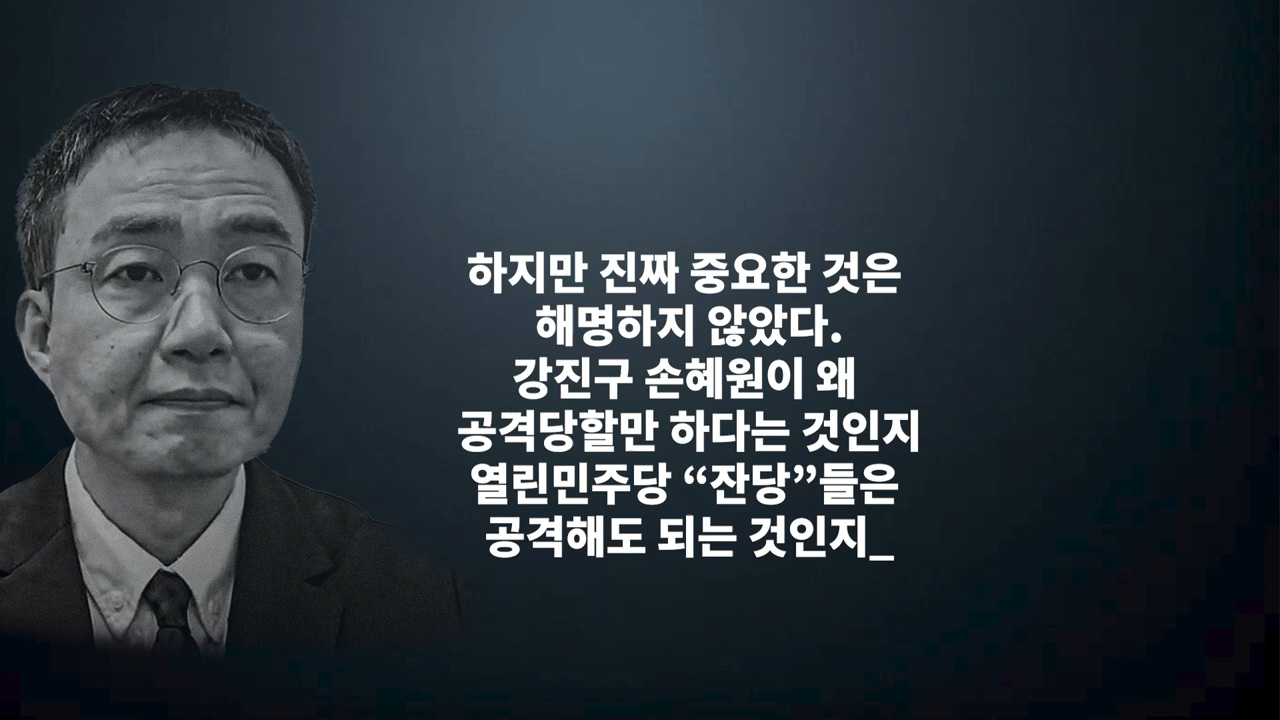 하지만 진짜 중요한 것은
해명하지 않았다.
강진구 손혜원이 왜
공격당할만 하다는 것인지
열린민주당 “잔당”들은
공격해도 되는 것인지_